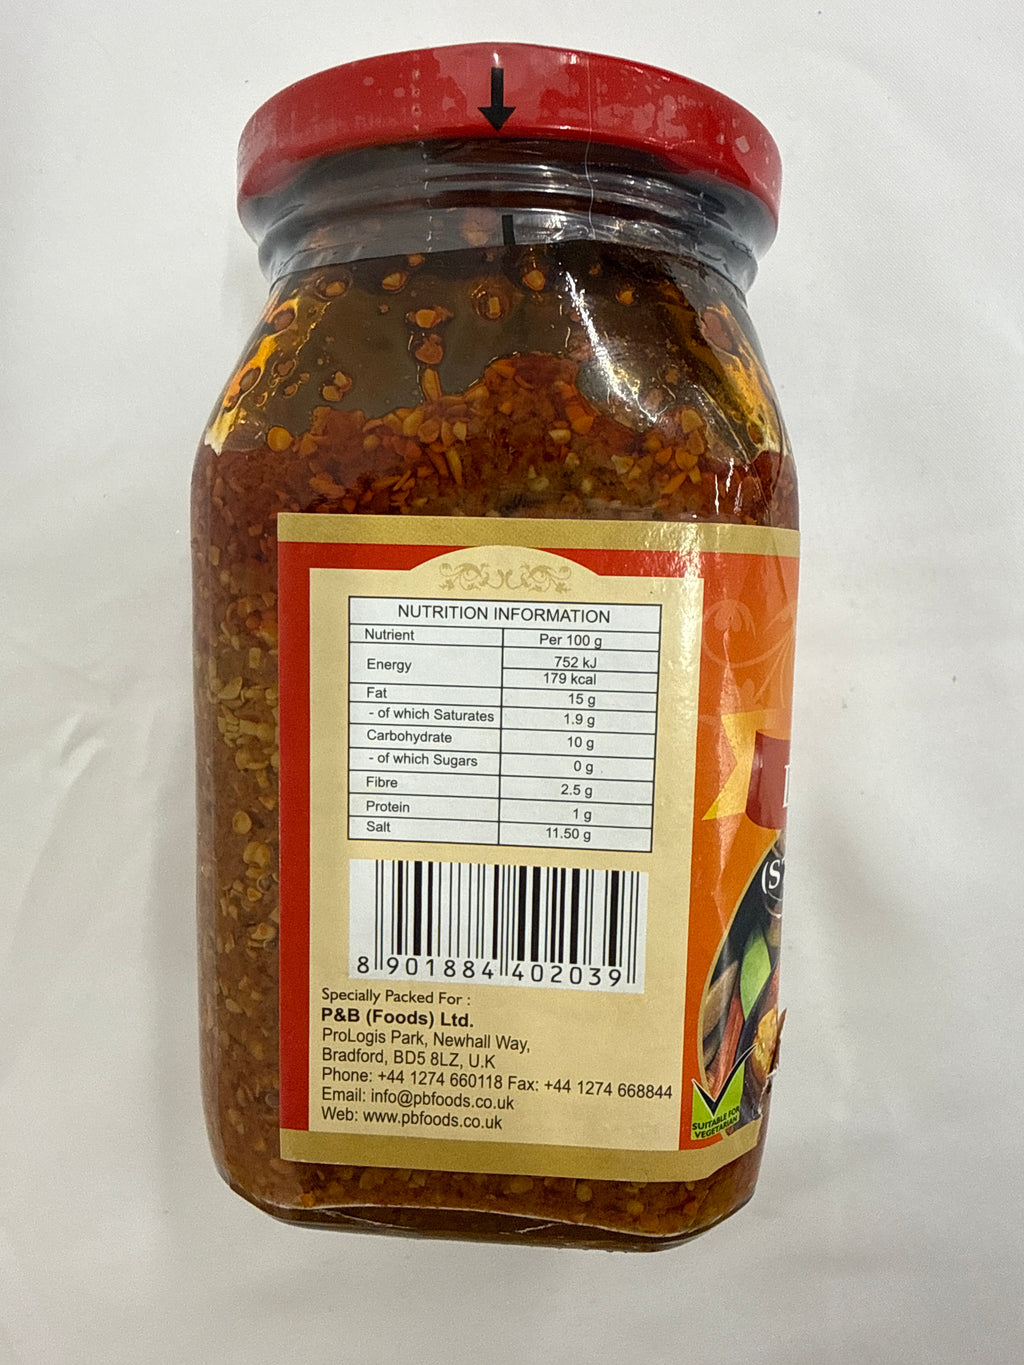 NUTRITION INFORMATION
Nutrient Per 100 g
Energy 752 kJ
179 kcal
Fat 15 g
- of which Saturates 1.9 g
Carbohydrate 10 g
- of which Sugars 0 g
Fibre 2.5 g
Protein 1 g
Salt 11.50 g
8 901884 402039
Specially Packed For :
P&B (Foods) Ltd.
ProLogis Park, Newhall Way,
Bradford, BD5 8LZ, U.K
Phone: +44 1274 660118 Fax: +44 1274 668844
Email: info@pbfoods.co.uk
Web: www.pbfoods.co.uk
SUITABLE FOR
VEGETARIAN